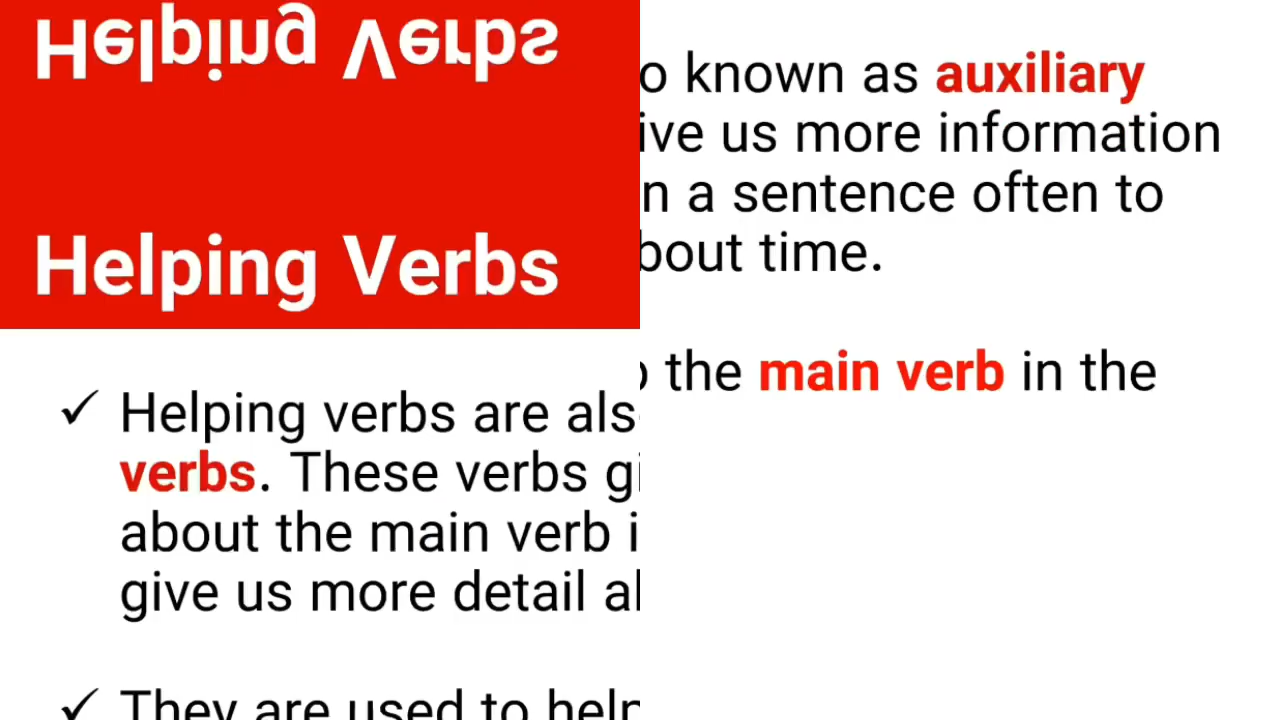 Helping Verbs
Helping Verbs
✓ Helping verbs are als
verbs. These verbs gi
about the main verb i
give us more detail a
✓ They are used to hel
o known as auxiliary
ive us more information
n a sentence often to
bout time.
the main verb in the